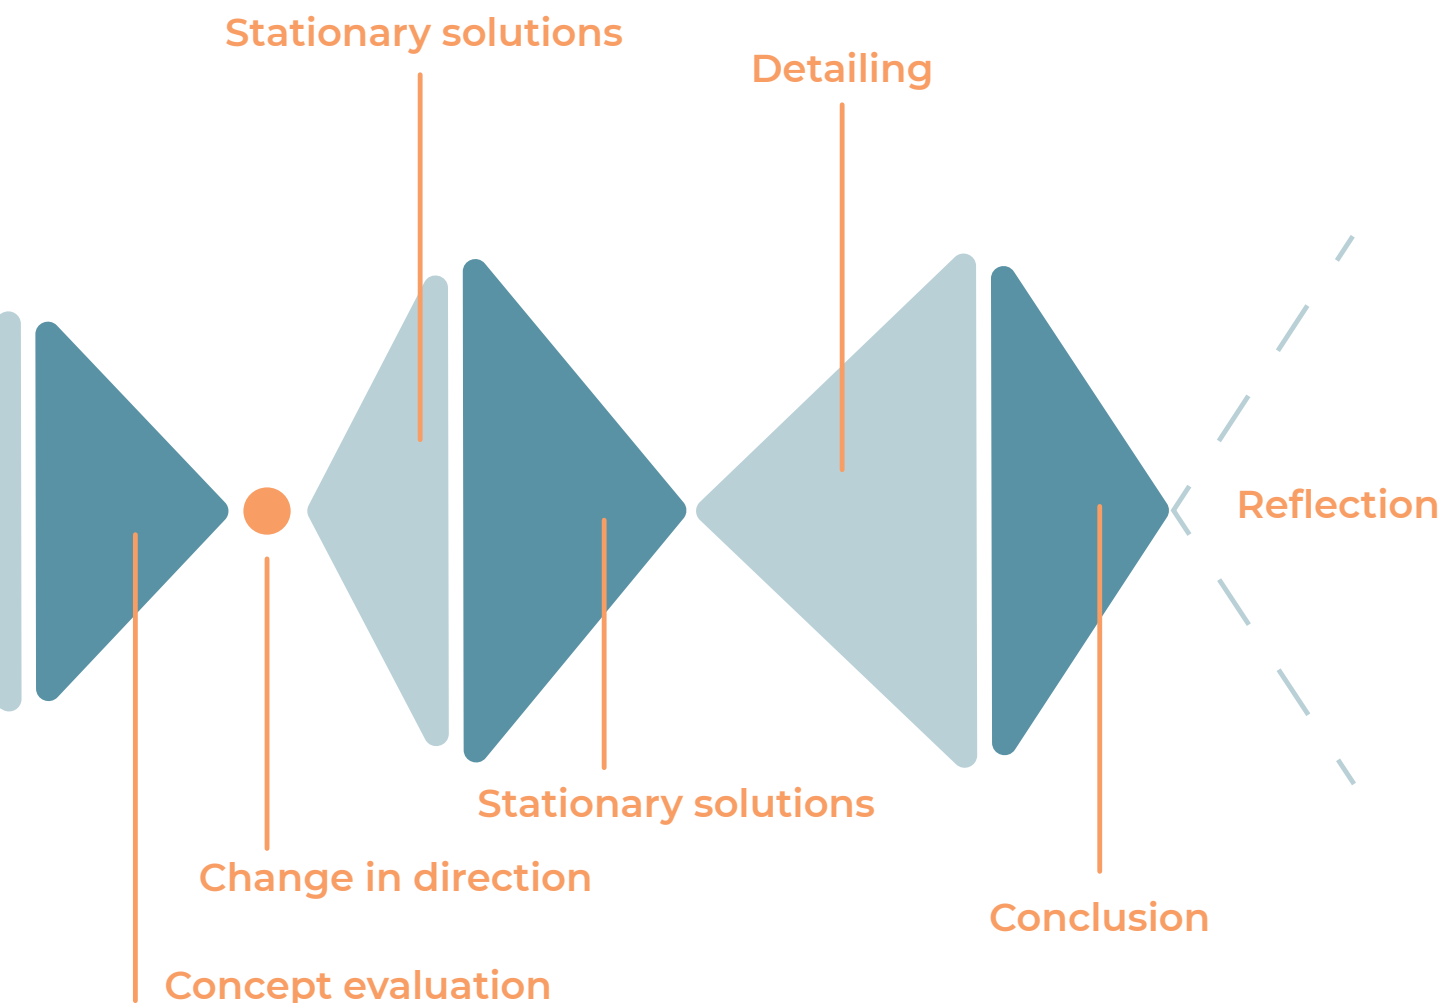 Stationary solutions
Detailing
Reflection
Stationary solutions
Change in direction
Conclusion
Concept evaluation